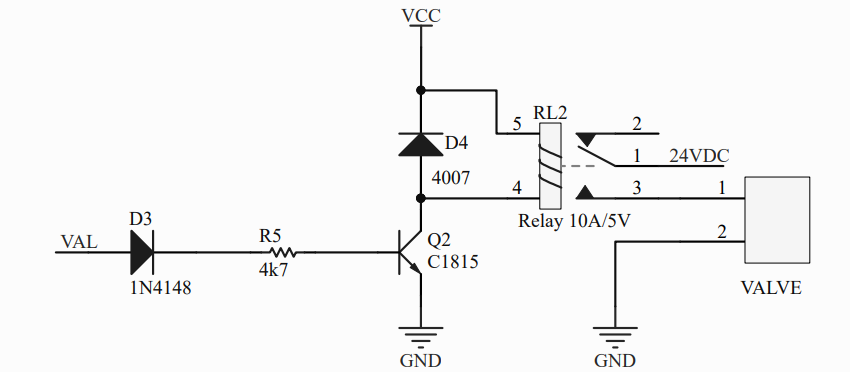 VCC
RL2
5
2
D4
1
24VDC
4007
4
3
1
Relay 10A/5V
D3
VAL
R5
Q2
2
4k7
C1815
1N4148
VALVE
GND
GND